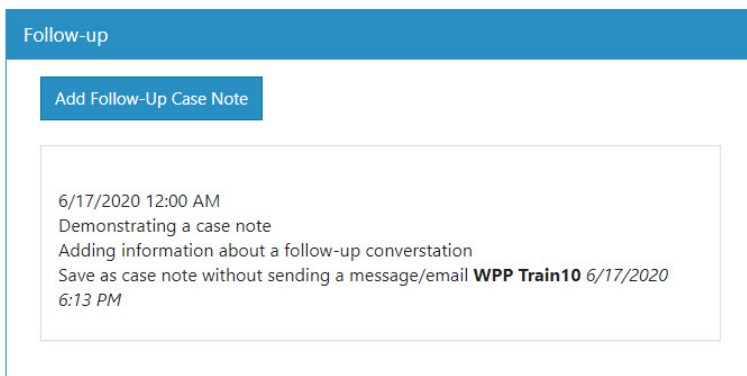 Follow-up
Add Follow-Up Case Note
6/17/2020 12:00 AM
Demonstrating a case note
Adding information about a follow-up converstation
Save as case note without sending a message/email WPP Train10 6/17/2020
6:13 PM